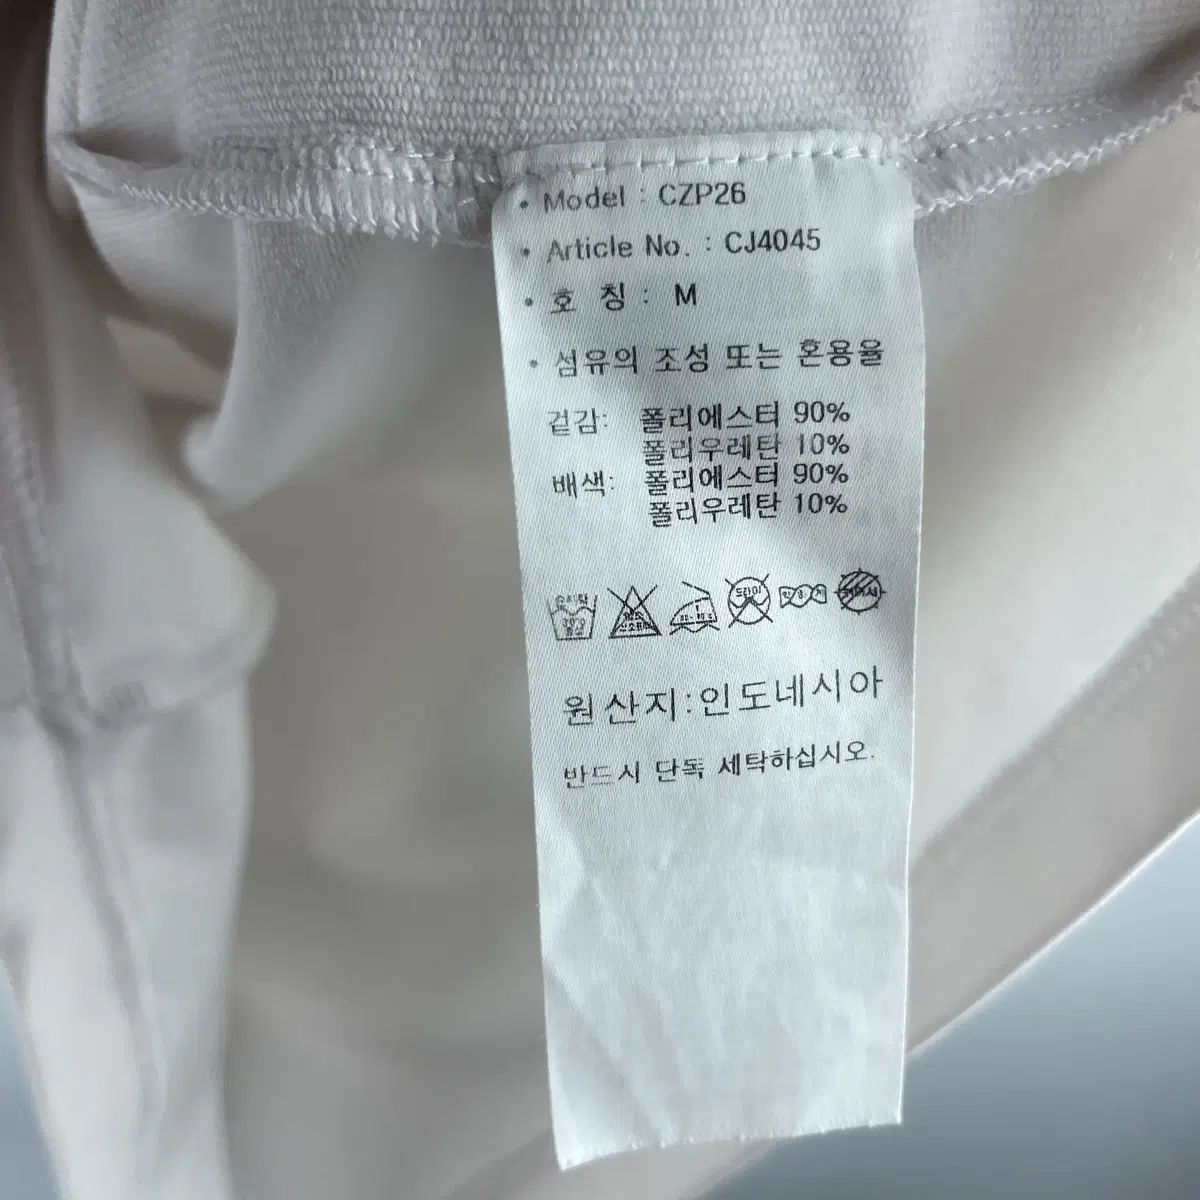 • Model : CZP26
• Article No. : CJ4045
• 호 칭 : M
• 섬유의 조성 또는 혼용율
겉감: 폴리에스터 90%
폴리우레탄 10%
배색: 폴리에스터 90%
폴리우레탄 10%
드라이
원산지:인도네시아
반드시 단독 세탁하십시오.